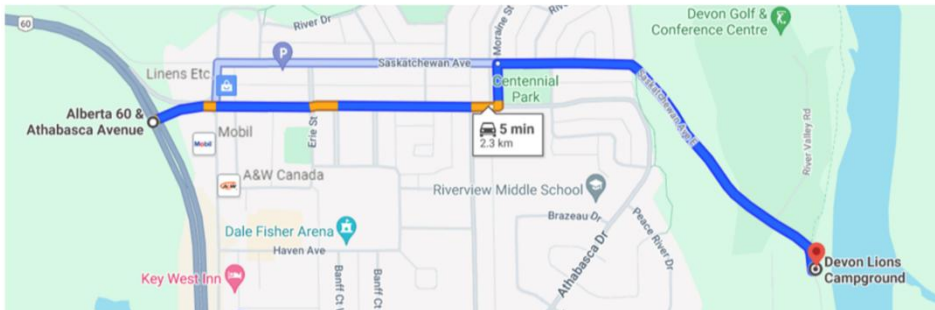 60
River Dr
Moraine St
Devon Golf &
Conference Centre
P
Linens Etc.
Saskatchewan Ave
Centennial
Park
Saskatchewan Ave E
Alberta 60 &
Athabasca Avenue
Mobil
Mobil
Erie St
5 min
2.3 km
River Valley Rd
A&W Canada
Riverview Middle School
Brazeau Dr
Peace River Dr
Dale Fisher Arena
Haven Ave
Athabasca Dr
Devon Lions
Campground
Key West Inn
Banff Ct
Banff Ct